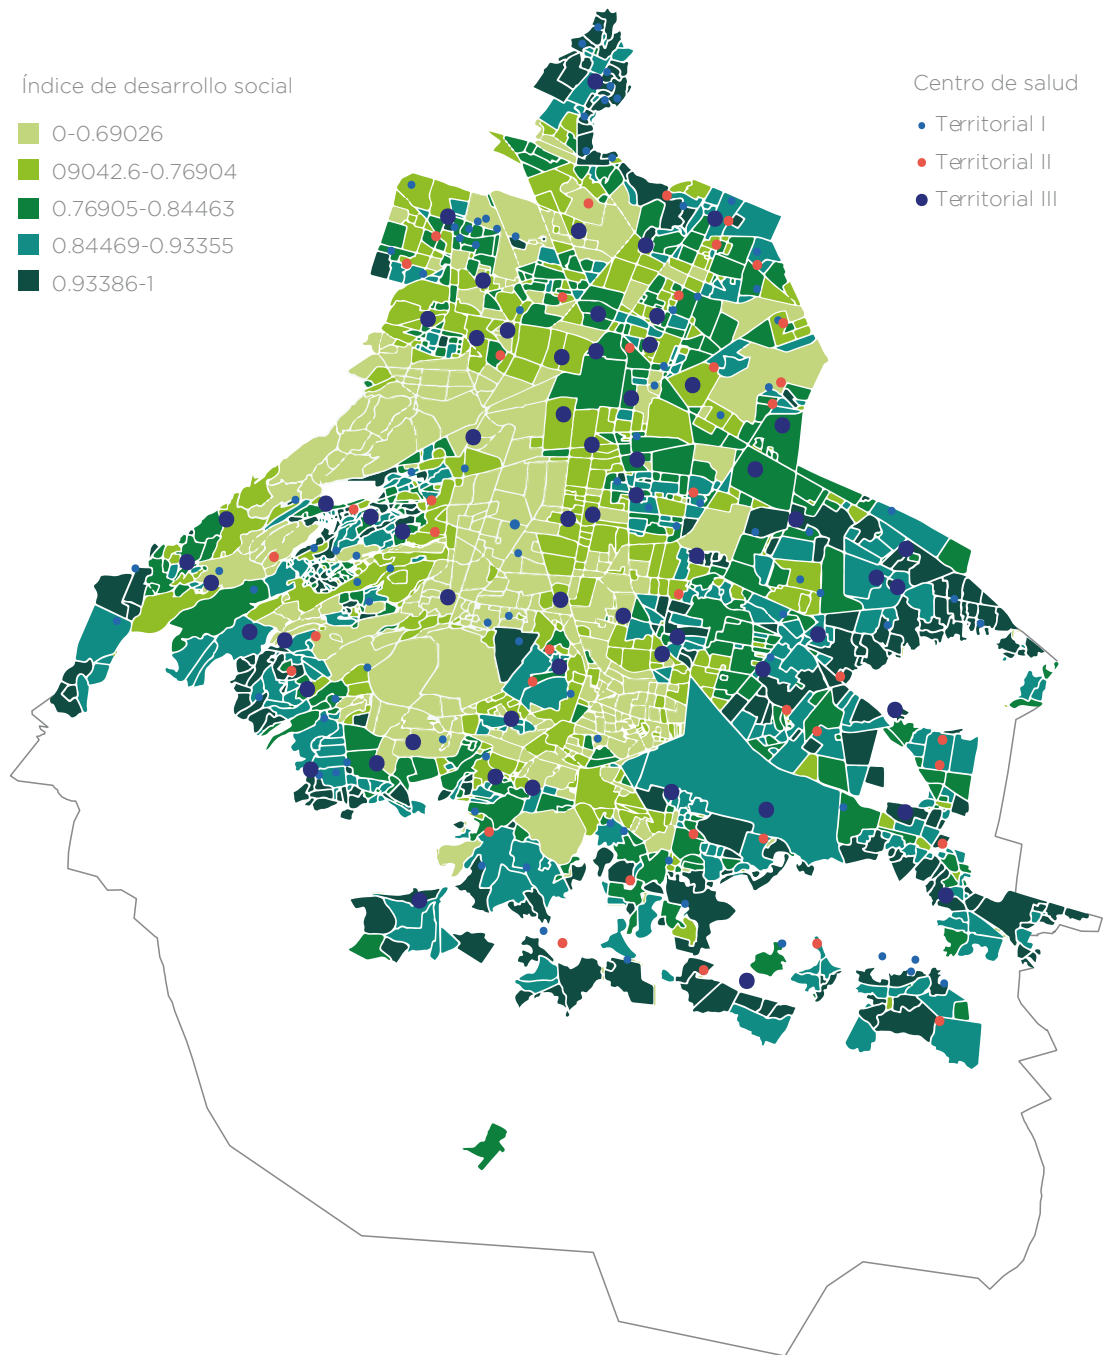 Índice de desarrollo social
0-0.69026
09042.6-0.76904
0.76905-0.84463
0.84469-0.93355
0.93386-1
Centro de salud
Territorial I
Territorial II
Territorial III